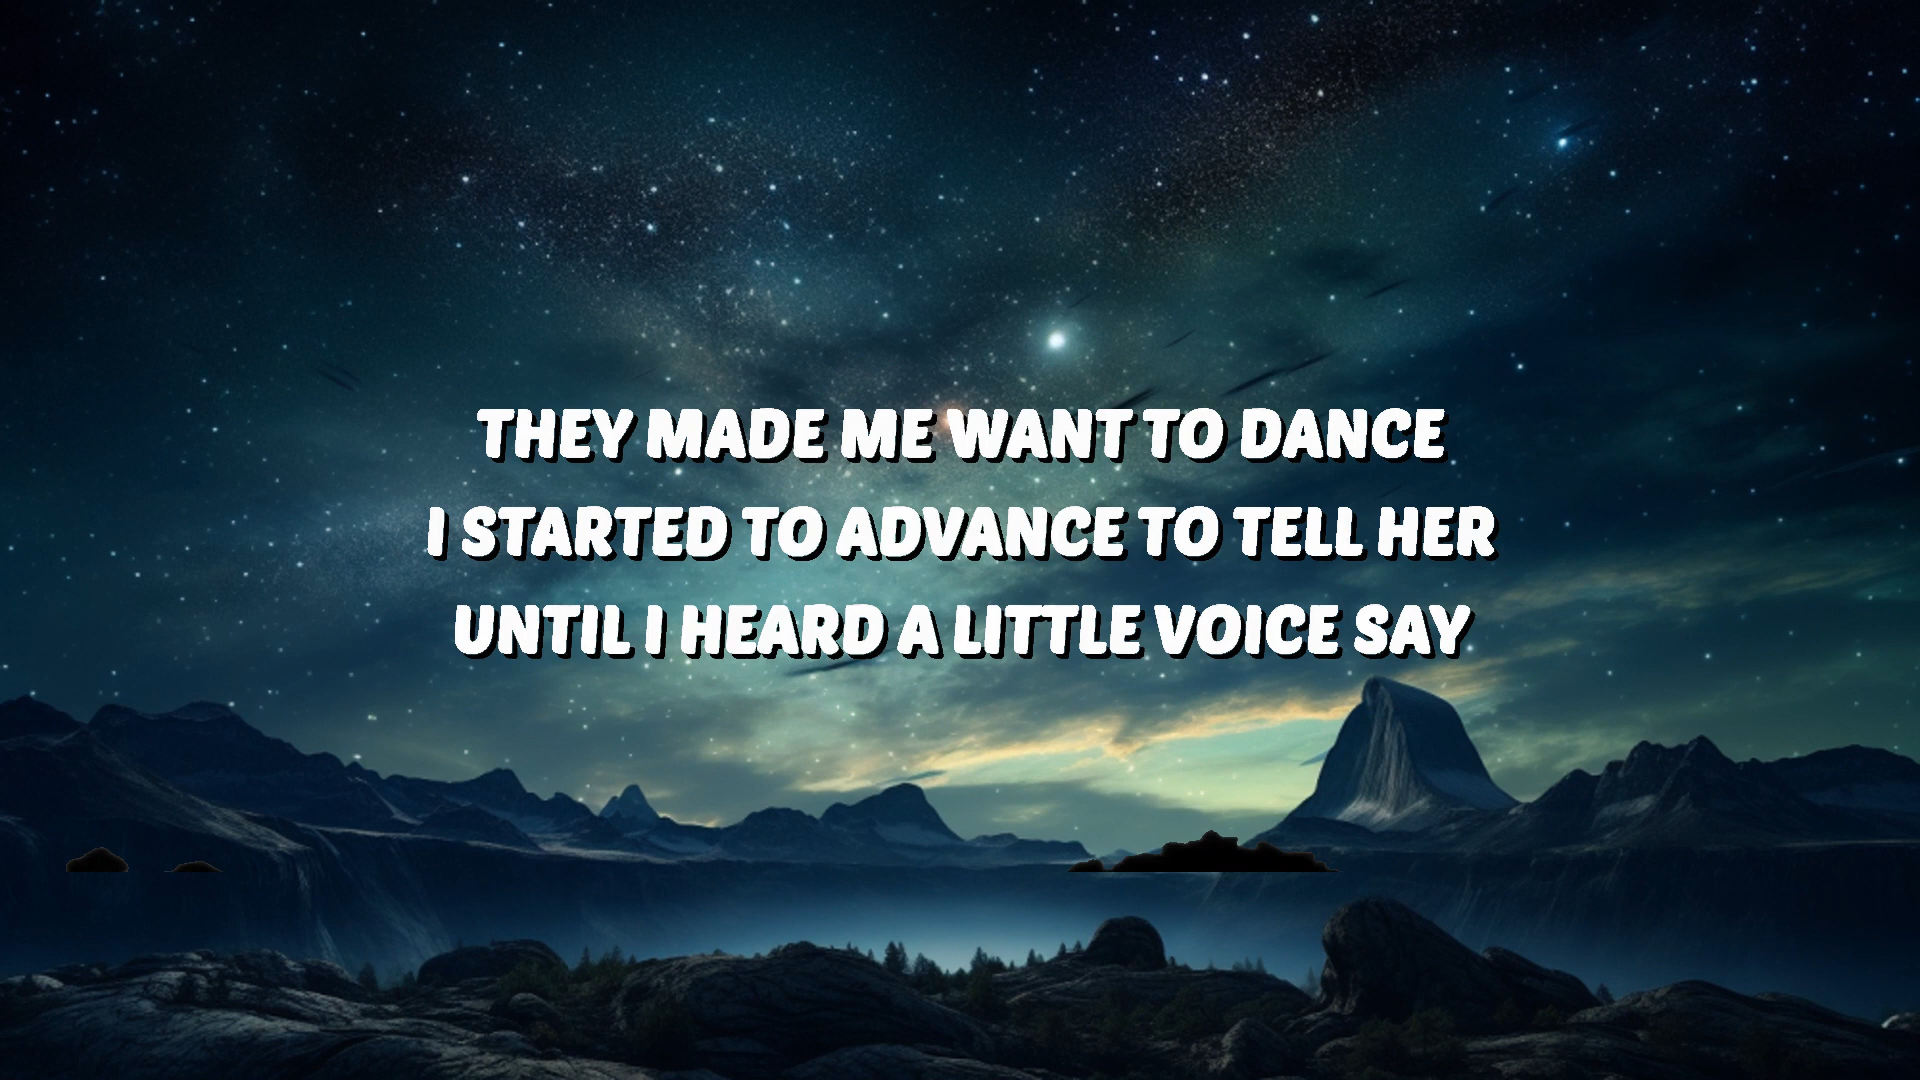 THEY MADE ME WANT TO DANCE
I STARTED TO ADVANCE TO TELL HER
UNTIL I HEARD A LITTLE VOICE SAY